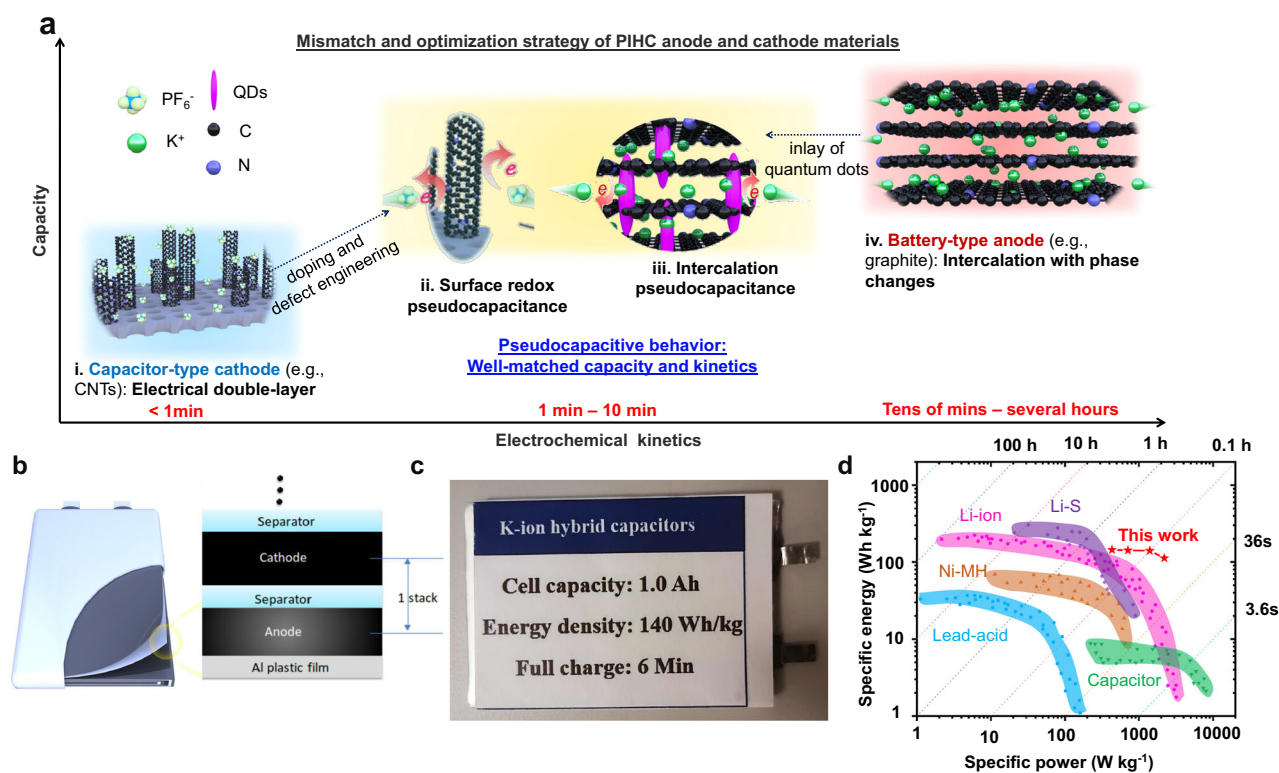 a
Mismatch and optimization strategy of PIHC anode and cathode materials
PF6-
QDs
K+
C
N
Capacity
doping and
defect engineering
e
e
ii. Surface redox
pseudocapacitance
e
e
iii. Intercalation
pseudocapacitance
inlay of
quantum dots
iv. Battery-type anode (e.g.,
graphite): Intercalation with phase
changes
i. Capacitor-type cathode (e.g.,
CNTs): Electrical double-layer
Pseudocapacitive behavior:
Well-matched capacity and kinetics
< 1min
1 min – 10 min
Tens of mins – several hours
Electrochemical kinetics
b
Separator
Cathode
Separator
Anode
Al plastic film
1 stack
c
K-ion hybrid capacitors
Cell capacity: 1.0 Ah
Energy density: 140 Wh/kg
Full charge: 6 Min
d
100 h
10 h
1 h
0.1 h
36s
3.6s
Specific energy (Wh kg-1)
1000
100
10
1
Li-S
Li-ion
This work
Ni-MH
Lead-acid
Capacitor
1
10
100
1000
10000
Specific power (W kg-1)